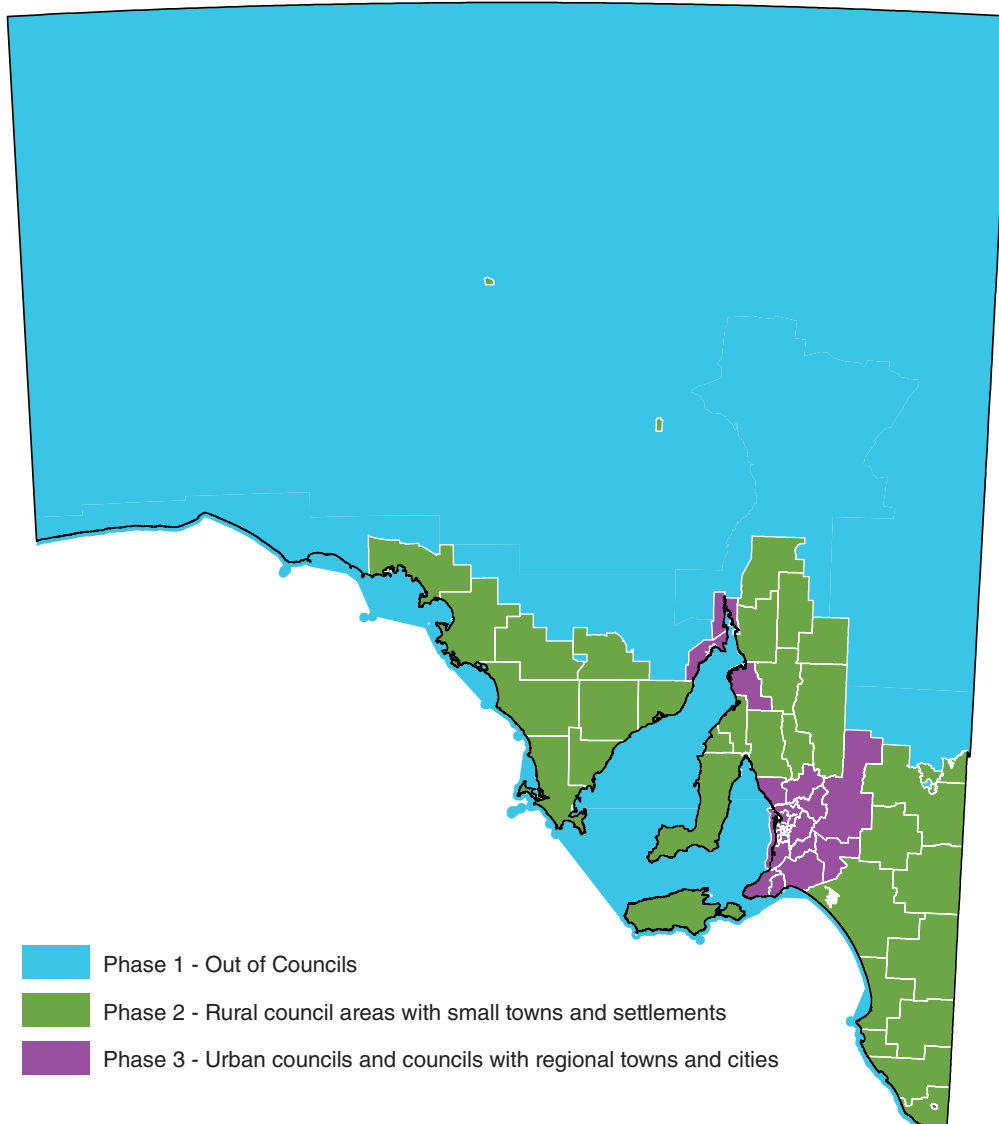 Phase 1 - Out of Councils
Phase 2 - Rural council areas with small towns and settlements
Phase 3 - Urban councils and councils with regional towns and cities